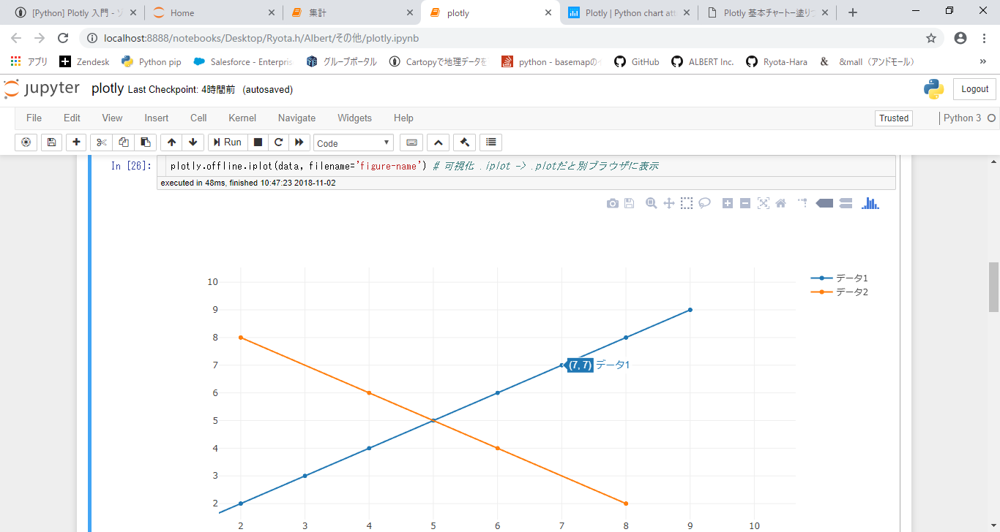 [Python] Plotly 入門 - ソ
Home
集計
plotly
Plotly | Python chart att
Plotly 基本チャートー塗りつ
localhost:8888/notebooks/Desktop/Ryota.h/Albert/その他/plotly.ipynb
アプリ
Zendesk
Python pip
Salesforce - Enterpris
グループポータル
Cartopyで地理データを
python - basemapの
GitHub
ALBERT Inc.
Ryota-Hara
& &mall（アンドモール）
»
jupyter plotly Last Checkpoint: 4時間前 (autosaved)
Logout
File Edit View Insert Cell Kernel Navigate Widgets Help
Trusted
Python 3
Run
Code
In [26]: plotly.offline.iplot(data, filename='figure-name') # 可視化 .iplot -> .plotだと別ブラウザに表示
executed in 48ms, finished 10:47:23 2018-11-02
データ1
データ2
10
9
8
7
6
5
4
3
2
(7, 7) データ1
2 3 4 5 6 7 8 9 10